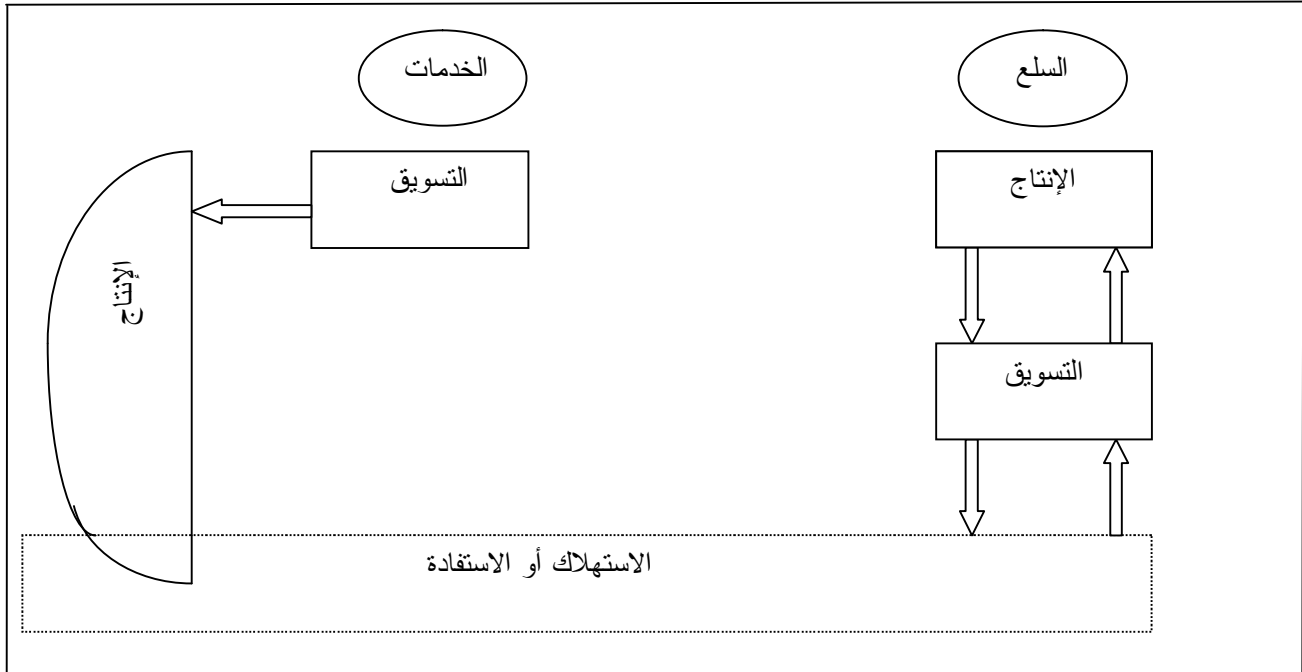 السلع
الخدمات
الإنتاج
التسويق
الإنتاج
التسويق
الاستهلاك أو الاستفادة